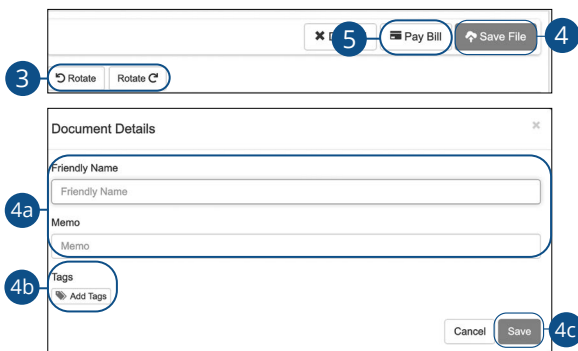 5 Pay Bill Save File 4
3 Rotate Rotate
Document Details ×
Friendly Name
Friendly Name
4a
Memo
Memo
4b Tags
Add Tags
Cancel Save 4c